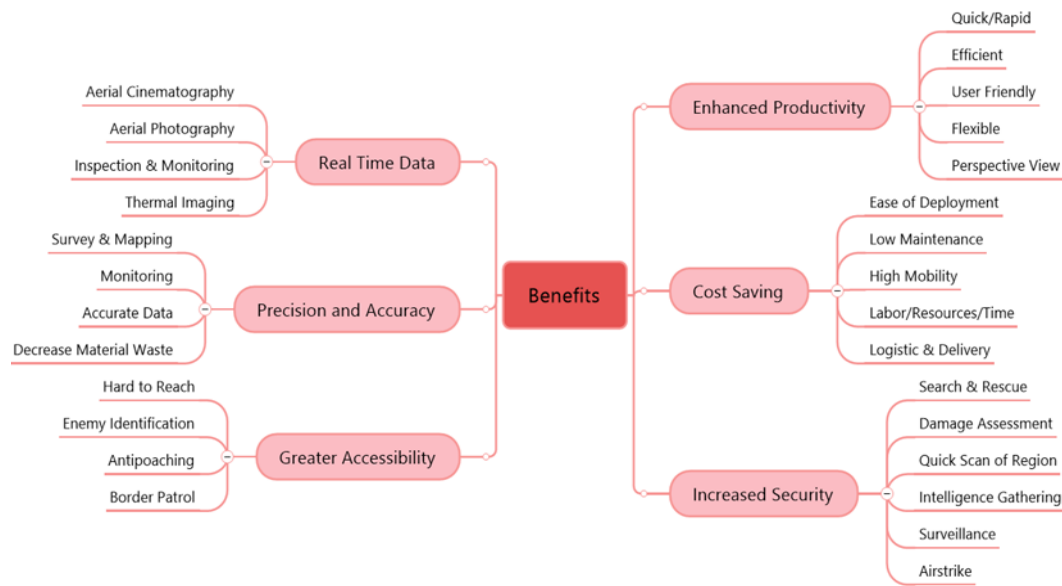 Benefits
Real Time Data
Aerial Cinematography
Aerial Photography
Inspection & Monitoring
Thermal Imaging
Precision and Accuracy
Survey & Mapping
Monitoring
Accurate Data
Decrease Material Waste
Greater Accessibility
Hard to Reach
Enemy Identification
Antipoaching
Border Patrol
Enhanced Productivity
Quick/Rapid
Efficient
User Friendly
Flexible
Perspective View
Cost Saving
Ease of Deployment
Low Maintenance
High Mobility
Labor/Resources/Time
Logistic & Delivery
Increased Security
Search & Rescue
Damage Assessment
Quick Scan of Region
Intelligence Gathering
Surveillance
Airstrike